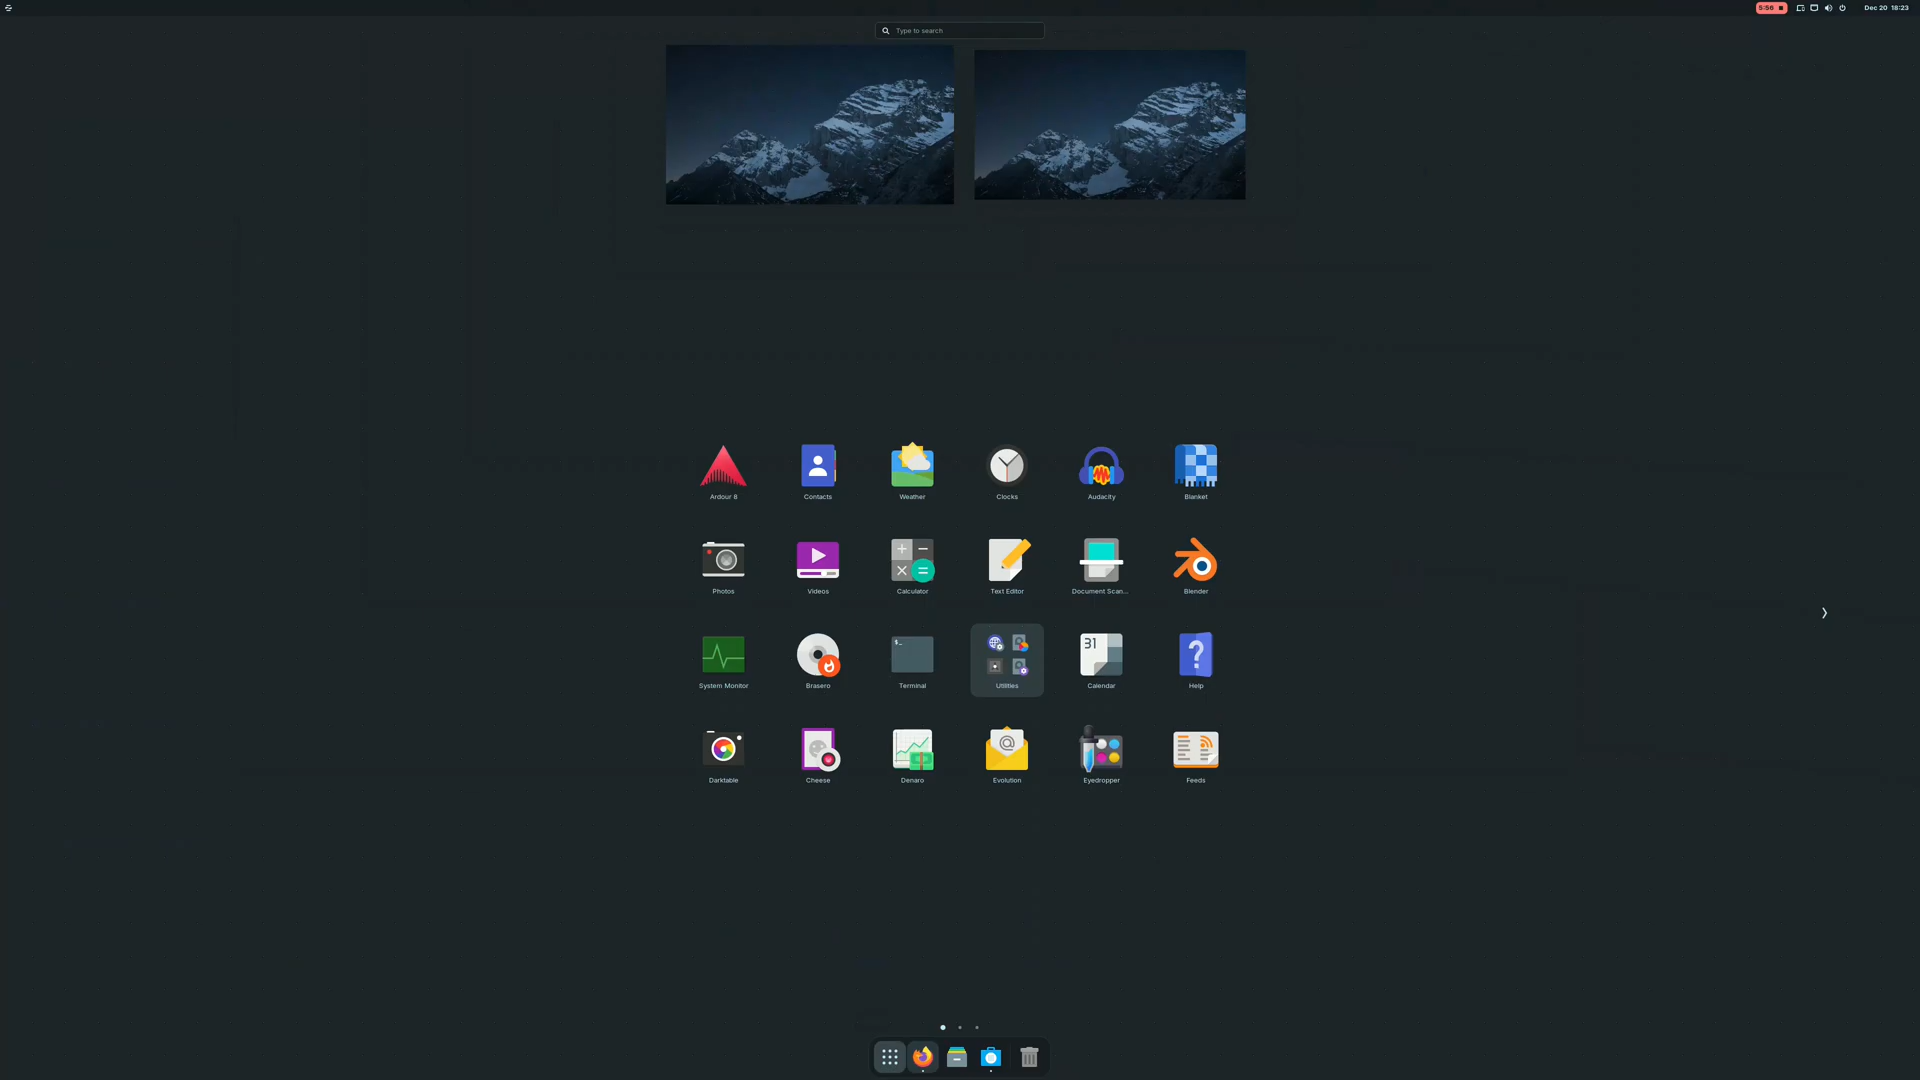 5:56
Dec 20 18:23
Type to search
Ardour 8
Contacts
Weather
Clocks
Audacity
Blanket
Photos
Videos
Calculator
Text Editor
Document Scan...
Blender
$_
31
System Monitor
Brasero
Terminal
Utilities
Calendar
Help
Darktable
Cheese
Denaro
Evolution
Eyedropper
Feeds